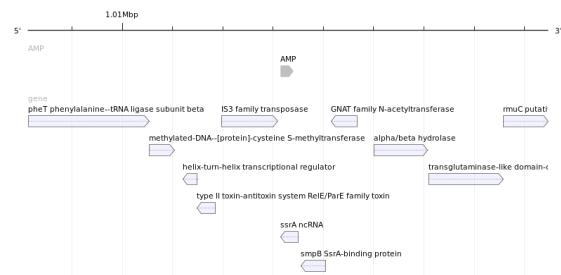 1.01Mbp
5' 3'
AMP
AMP
gene
pheT phenylalanine--tRNA ligase subunit beta IS3 family transposase GNAT family N-acetyltransferase rmuC putati
methylated-DNA--[protein]-cysteine S-methyltransferase alpha/beta hydrolase
helix-turn-helix transcriptional regulator transglutaminase-like domain-c
type II toxin-antitoxin system RelE/ParE family toxin
ssrA ncRNA
smpB SsrA-binding protein